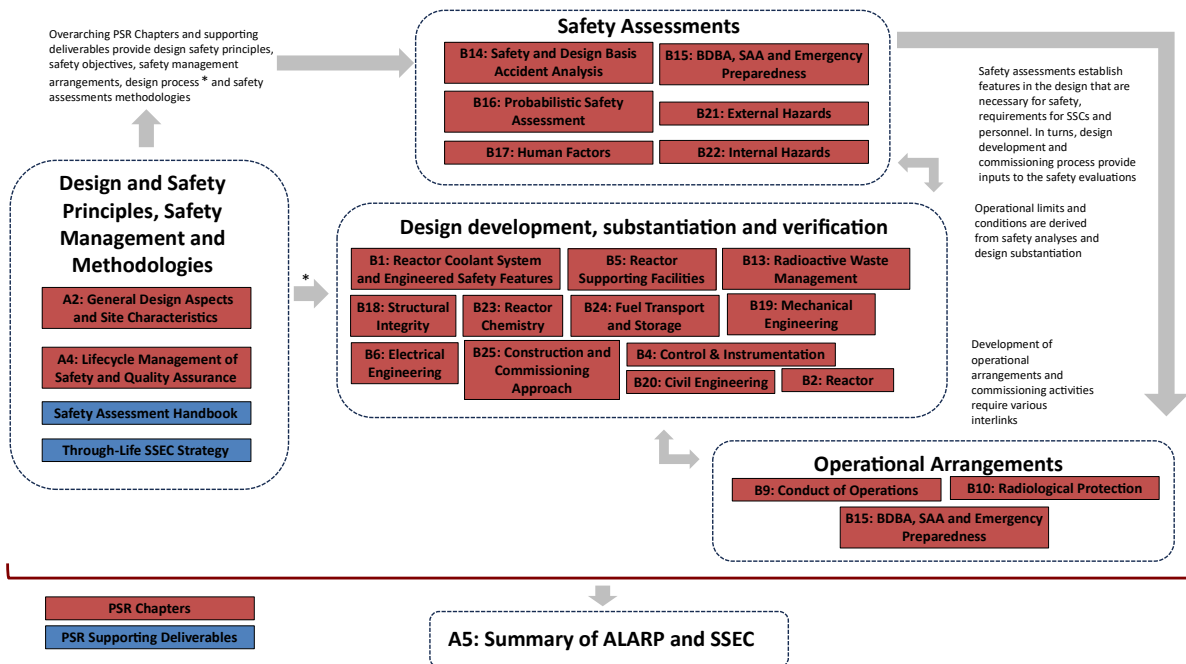 Overarching PSR Chapters and supporting
deliverables provide design safety principles,
safety objectives, safety management
arrangements, design process * and safety
assessments methodologies
Safety Assessments
B14: Safety and Design Basis
Accident Analysis
B15: BDBA, SAA and Emergency
Preparedness
B16: Probabilistic Safety
Assessment
B21: External Hazards
B17: Human Factors
B22: Internal Hazards
Safety assessments establish
features in the design that are
necessary for safety,
requirements for SSCs and
personnel. In turns, design
development and
commissioning process provide
inputs to the safety evaluations
Operational limits and
conditions are derived
from safety analyses and
design substantiation
Development of
operational
arrangements and
commissioning activities
require various
interlinks
Design and Safety
Principles, Safety
Management and
Methodologies
A2: General Design Aspects
and Site Characteristics
A4: Lifecycle Management of
Safety and Quality Assurance
Safety Assessment Handbook
Through-Life SSEC Strategy
*
Design development, substantiation and verification
B1: Reactor Coolant System
and Engineered Safety Features
B5: Reactor
Supporting Facilities
B13: Radioactive Waste
Management
B18: Structural
Integrity
B23: Reactor
Chemistry
B24: Fuel Transport
and Storage
B19: Mechanical
Engineering
B6: Electrical
Engineering
B25: Construction and
Commissioning
Approach
B4: Control & Instrumentation
B20: Civil Engineering
B2: Reactor
Operational Arrangements
B9: Conduct of Operations
B10: Radiological Protection
B15: BDBA, SAA and Emergency
Preparedness
PSR Chapters
PSR Supporting Deliverables
A5: Summary of ALARP and SSEC